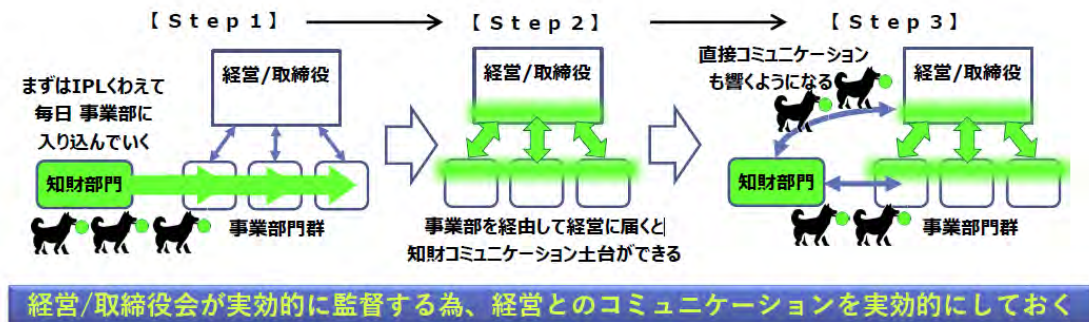 【Step1】
【Step2】
【Step3】
まずはIPLくわえて
毎日 事業部に
入り込んでいく
経営/取締役
知財部門
事業部門群
経営/取締役
事業部を経由して経営に届くと
知財コミュニケーション土台ができる
直接コミュニケーション
も響くようになる
経営/取締役
知財部門
事業部門群
経営/取締役会が実効的に監督する為、経営とのコミュニケーションを実効的にしておく